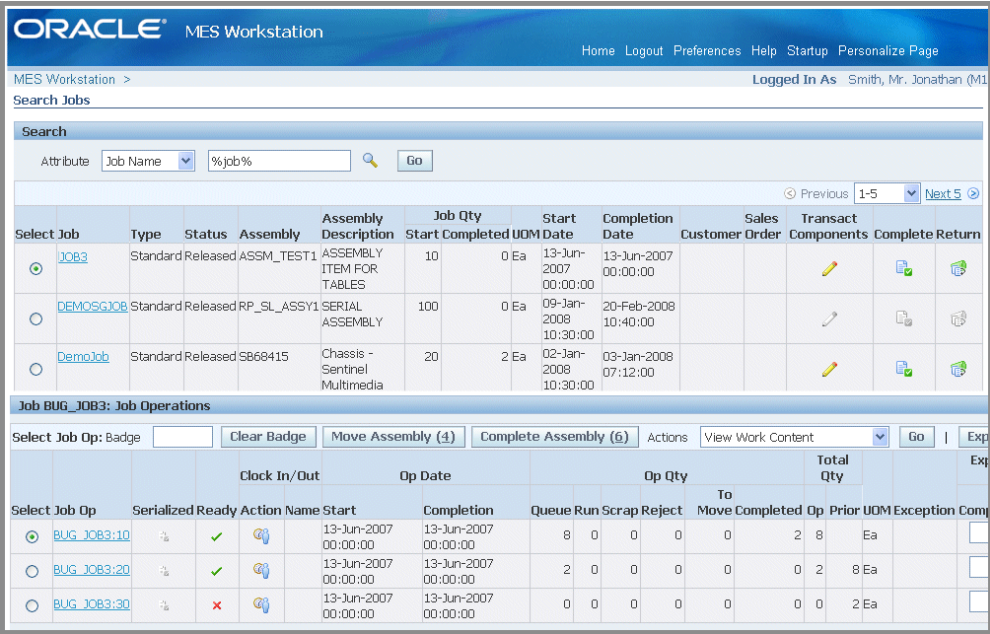 ORACLE® MES Workstation
Home Logout Preferences Help Startup Personalize Page
MES Workstation > Logged In As Smith, Mr. Jonathan (M1
Search Jobs
Search
Attribute Job Name %job% Go
Previous 1-5 Next 5
Assembly Job Qty Start Completion Sales Transact
Select Job Type Status Assembly Description Start Completed UOM Date Date Customer Order Components Complete Return
JOB3 Standard Released ASSM_TEST1 ASSEMBLY 10 0 Ea 13-Jun- 13-Jun-2007
ITEM FOR 2007 00:00:00
TABLES 00:00:00
DEMOSGJOB Standard Released RP_SL_ASSY1 SERIAL 100 0 Ea 09-Jan- 20-Feb-2008
ASSEMBLY 2008 10:40:00
10:30:00
DemoJob Standard Released SB68415 Chassis - 20 2 Ea 02-Jan- 03-Jan-2008
Sentinel 2008 07:12:00
Multimedia 10:30:00
Job BUG_JOB3: Job Operations
Select Job Op: Badge Clear Badge Move Assembly (4) Complete Assembly (6) Actions View Work Content Go | Exp
Clock In/Out Op Date Op Qty Total Exp
Qty
To
Select Job Op Serialized Ready Action Name Start Completion Queue Run Scrap Reject Move Completed Op Prior UOM Exception Comp
BUG_JOB3:10 13-Jun-2007 13-Jun-2007 8 0 0 0 0 2 8 Ea
00:00:00 00:00:00
BUG_JOB3:20 13-Jun-2007 13-Jun-2007 2 0 0 0 0 0 2 8 Ea
00:00:00 00:00:00
BUG_JOB3:30 13-Jun-2007 13-Jun-2007 0 0 0 0 0 0 0 2 Ea
00:00:00 00:00:00